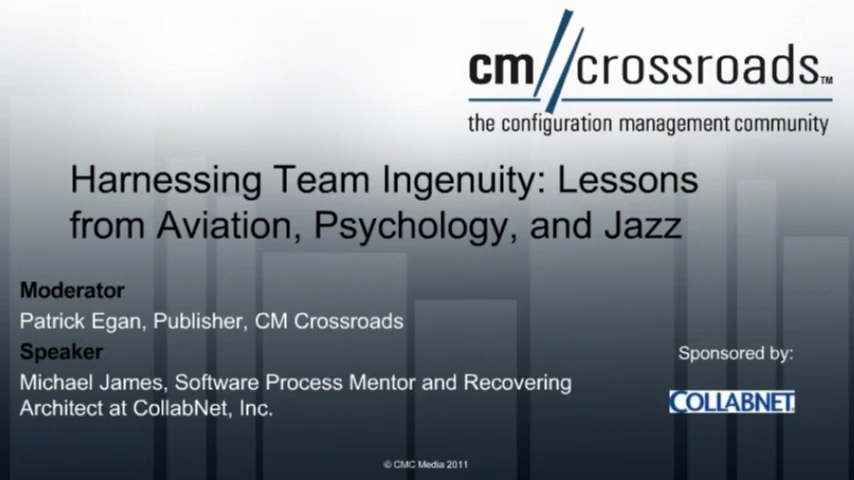 cm//crossroads™
the configuration management community
Harnessing Team Ingenuity: Lessons
from Aviation, Psychology, and Jazz
Moderator
Patrick Egan, Publisher, CM Crossroads
Speaker
Michael James, Software Process Mentor and Recovering
Architect at CollabNet, Inc.
Sponsored by:
COLLABNET
© CMC Media 2011